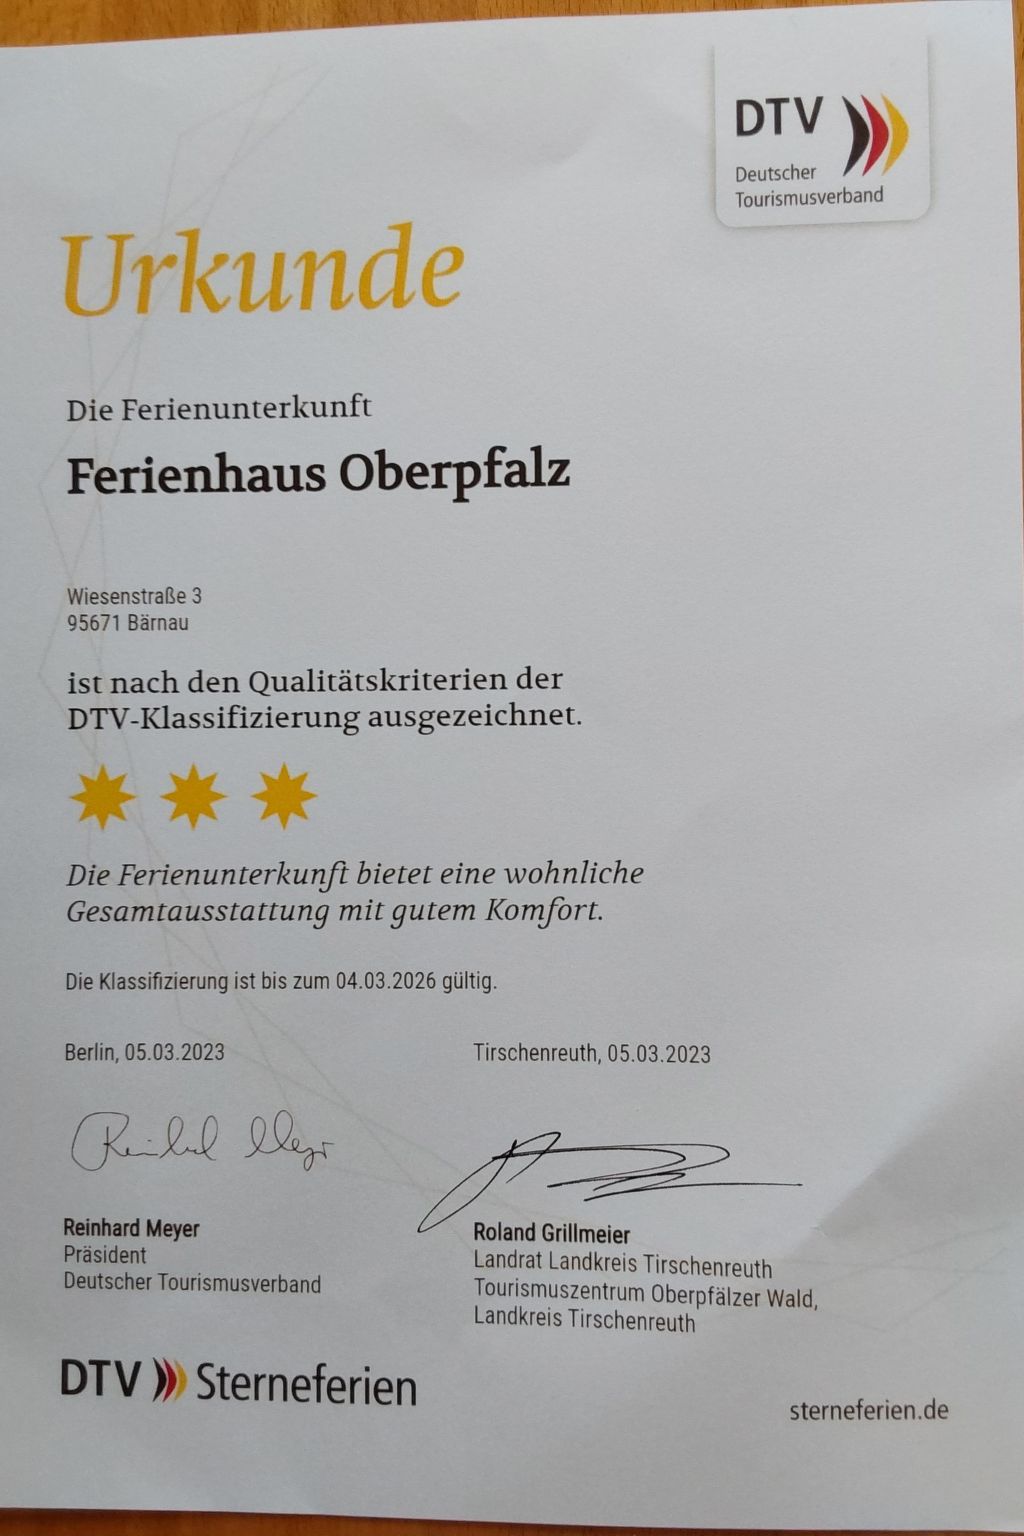 DTV
Deutscher
Tourismusverband
Urkunde
Die Ferienunterkunft
Ferienhaus Oberpfalz
Wiesenstraße 3
95671 Bärnau
ist nach den Qualitätskriterien der
DTV-Klassifizierung ausgezeichnet.
Die Ferienunterkunft bietet eine wohnliche
Gesamtausstattung mit gutem Komfort.
Die Klassifizierung ist bis zum 04.03.2026 gültig.
Berlin, 05.03.2023
Tirschenreuth, 05.03.2023
Reinhard Meyer
Reinhard Meyer
Präsident
Deutscher Tourismusverband
Roland Grillmeier
Landrat Landkreis Tirschenreuth
Tourismuszentrum Oberpfälzer Wald,
Landkreis Tirschenreuth
DTV Sterneferien
sterneferien.de